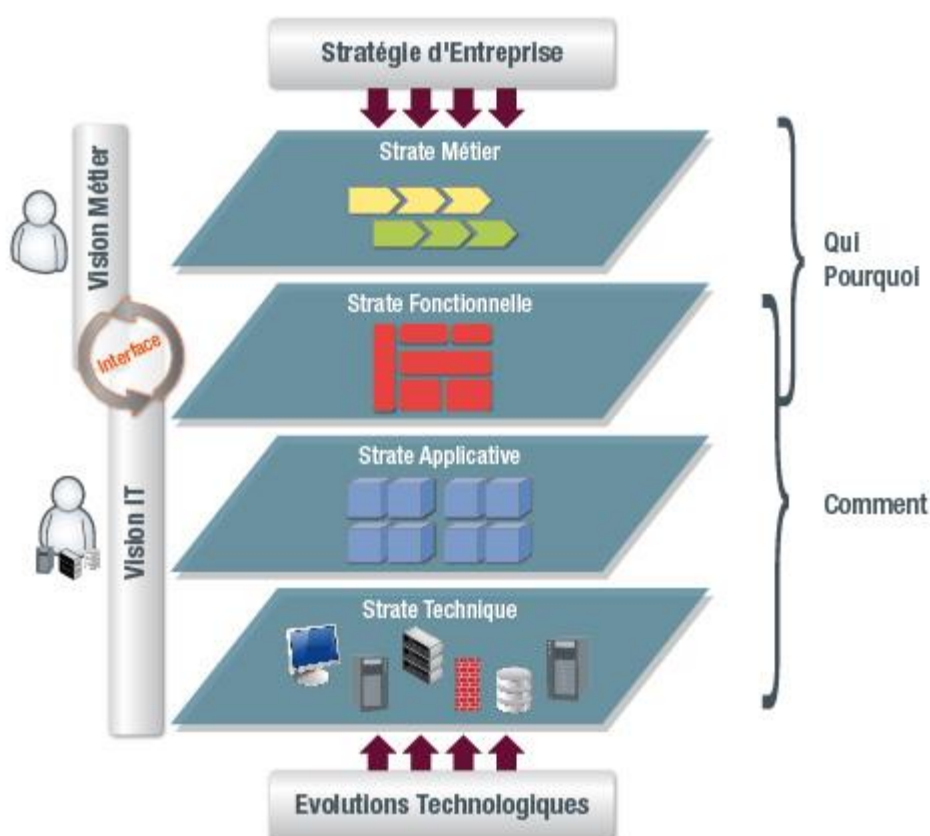 Stratégie d'Entreprise
Vision Métier
Strate Métier
Qui
Pourquoi
Interface
Strate Fonctionnelle
Vision IT
Strate Applicative
Comment
Strate Technique
Evolutions Technologiques